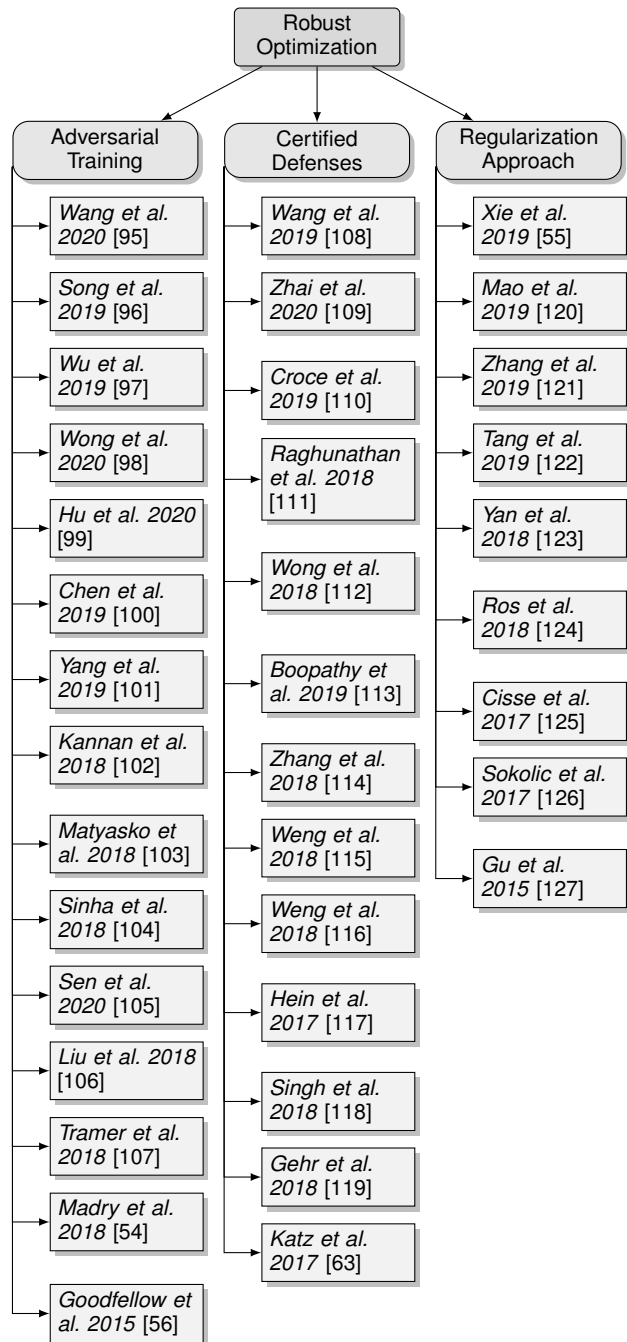 Robust
Optimization
Adversarial
Training
Wang et al.
2020 [95]
Song et al.
2019 [96]
Wu et al.
2019 [97]
Wong et al.
2020 [98]
Hu et al. 2020
[99]
Chen et al.
2019 [100]
Yang et al.
2019 [101]
Kannan et al.
2018 [102]
Matyasko et
al. 2018 [103]
Sinha et al.
2018 [104]
Sen et al.
2020 [105]
Liu et al. 2018
[106]
Tramer et al.
2018 [107]
Madry et al.
2018 [54]
Goodfellow et
al. 2015 [56]
Certified
Defenses
Wang et al.
2019 [108]
Zhai et al.
2020 [109]
Croce et al.
2019 [110]
Raghunathan
et al. 2018
[111]
Wong et al.
2018 [112]
Boopathy et
al. 2019 [113]
Zhang et al.
2018 [114]
Weng et al.
2018 [115]
Weng et al.
2018 [116]
Hein et al.
2017 [117]
Singh et al.
2018 [118]
Gehr et al.
2018 [119]
Katz et al.
2017 [63]
Regularization
Approach
Xie et al.
2019 [55]
Mao et al.
2019 [120]
Zhang et al.
2019 [121]
Tang et al.
2019 [122]
Yan et al.
2018 [123]
Ros et al.
2018 [124]
Cisse et al.
2017 [125]
Sokolic et al.
2017 [126]
Gu et al.
2015 [127]